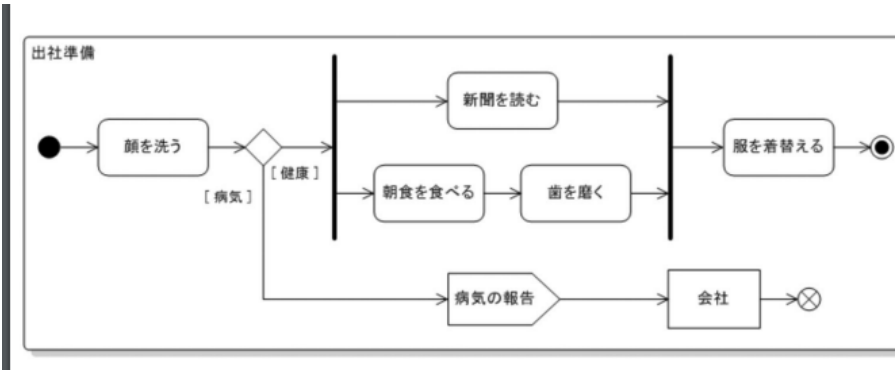 出社準備
顔を洗う
[ 健康 ]
[ 病気 ]
新聞を読む
朝食を食べる
歯を磨く
服を着替える
病気の報告
会社